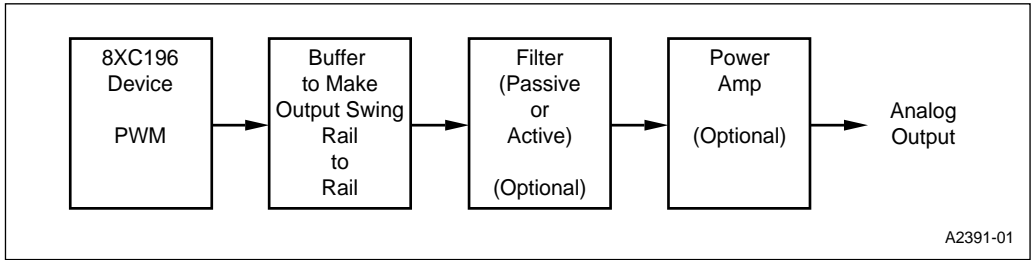 8XC196
Device
PWM
Buffer
to Make
Output Swing
Rail
to
Rail
Filter
(Passive
or
Active)
(Optional)
Power
Amp
(Optional)
Analog
Output
A2391-01